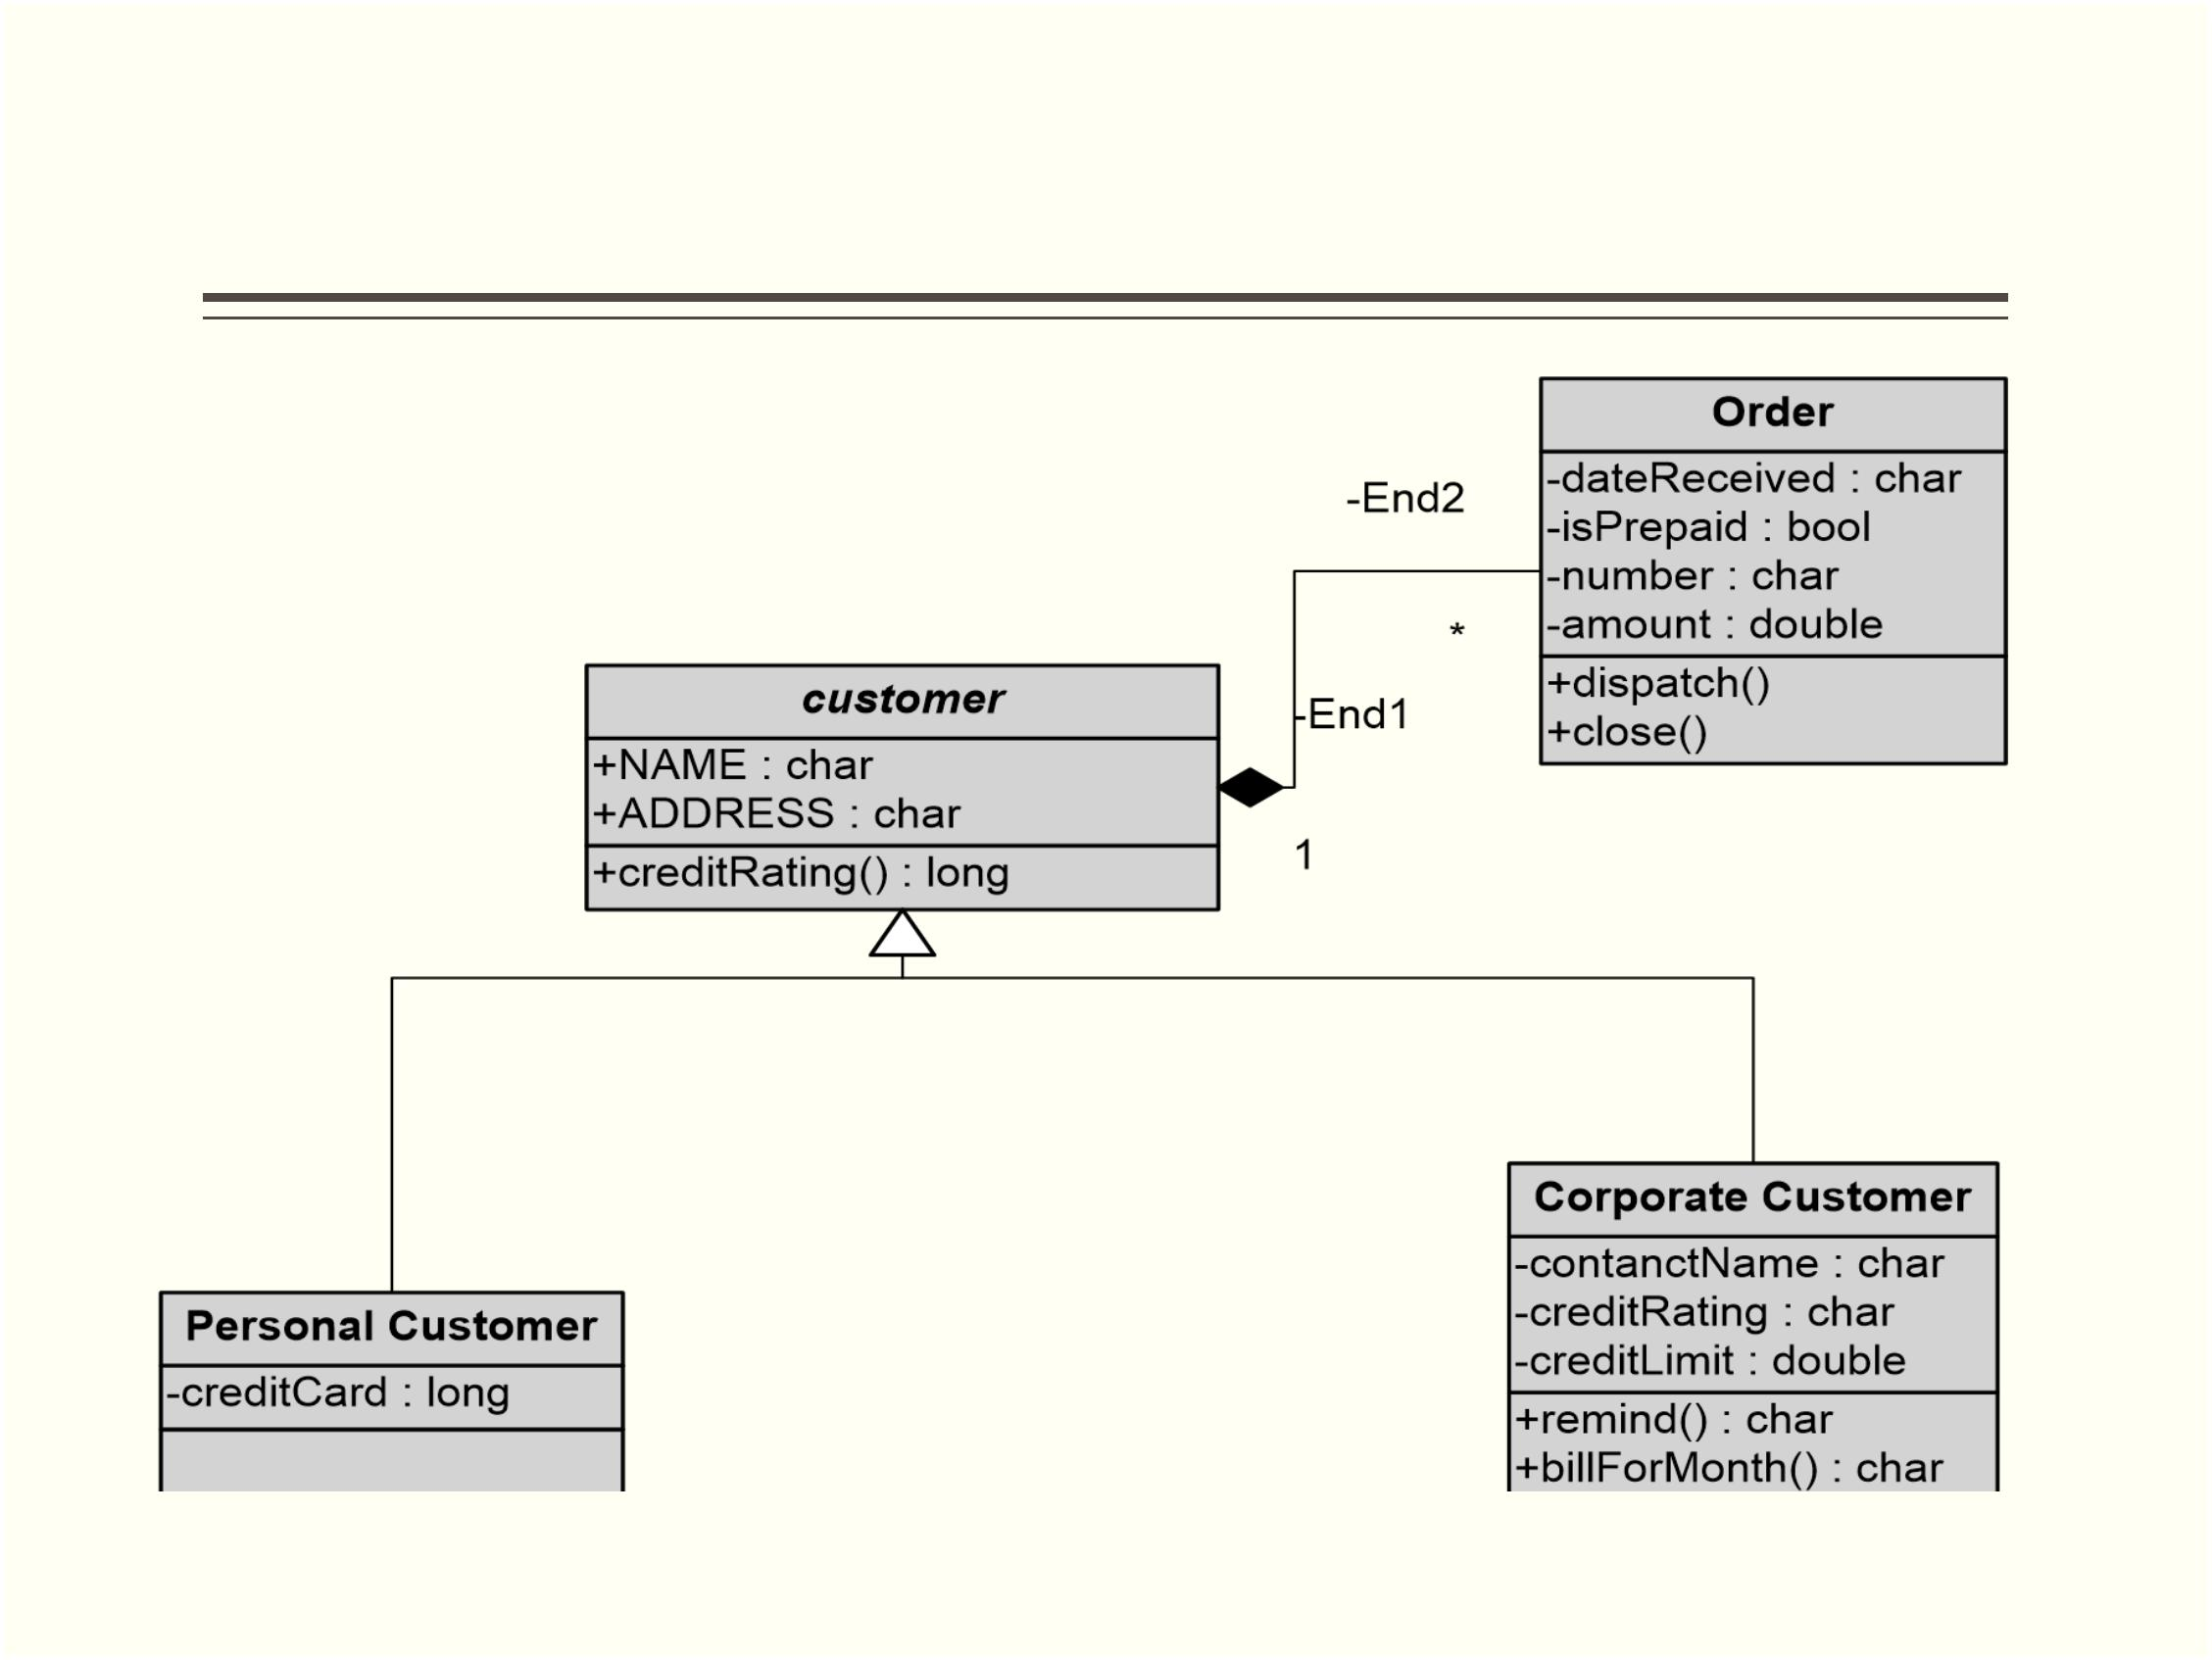 Order
-dateReceived : char
-isPrepaid : bool
-number : char
-amount : double
+dispatch()
+close()
-End2
*
-End1
1
customer
+NAME : char
+ADDRESS : char
+creditRating() : long
Personal Customer
-creditCard : long
Corporate Customer
-contanctName : char
-creditRating : char
-creditLimit : double
+remind() : char
+billForMonth() : char